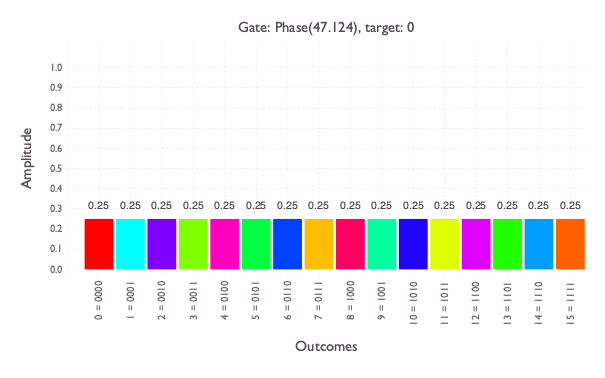 Gate: Phase(47.124), target: 0
Amplitude
1.0
0.9
0.8
0.7
0.6
0.5
0.4
0.3
0.2
0.1
0.0
0.25 0.25 0.25 0.25 0.25 0.25 0.25 0.25 0.25 0.25 0.25 0.25 0.25 0.25 0.25 0.25
0 = 0000
1 = 0001
2 = 0010
3 = 0011
4 = 0100
5 = 0101
6 = 0110
7 = 0111
8 = 1000
9 = 1001
10 = 1010
11 = 1011
12 = 1100
13 = 1101
14 = 1110
15 = 1111
Outcomes